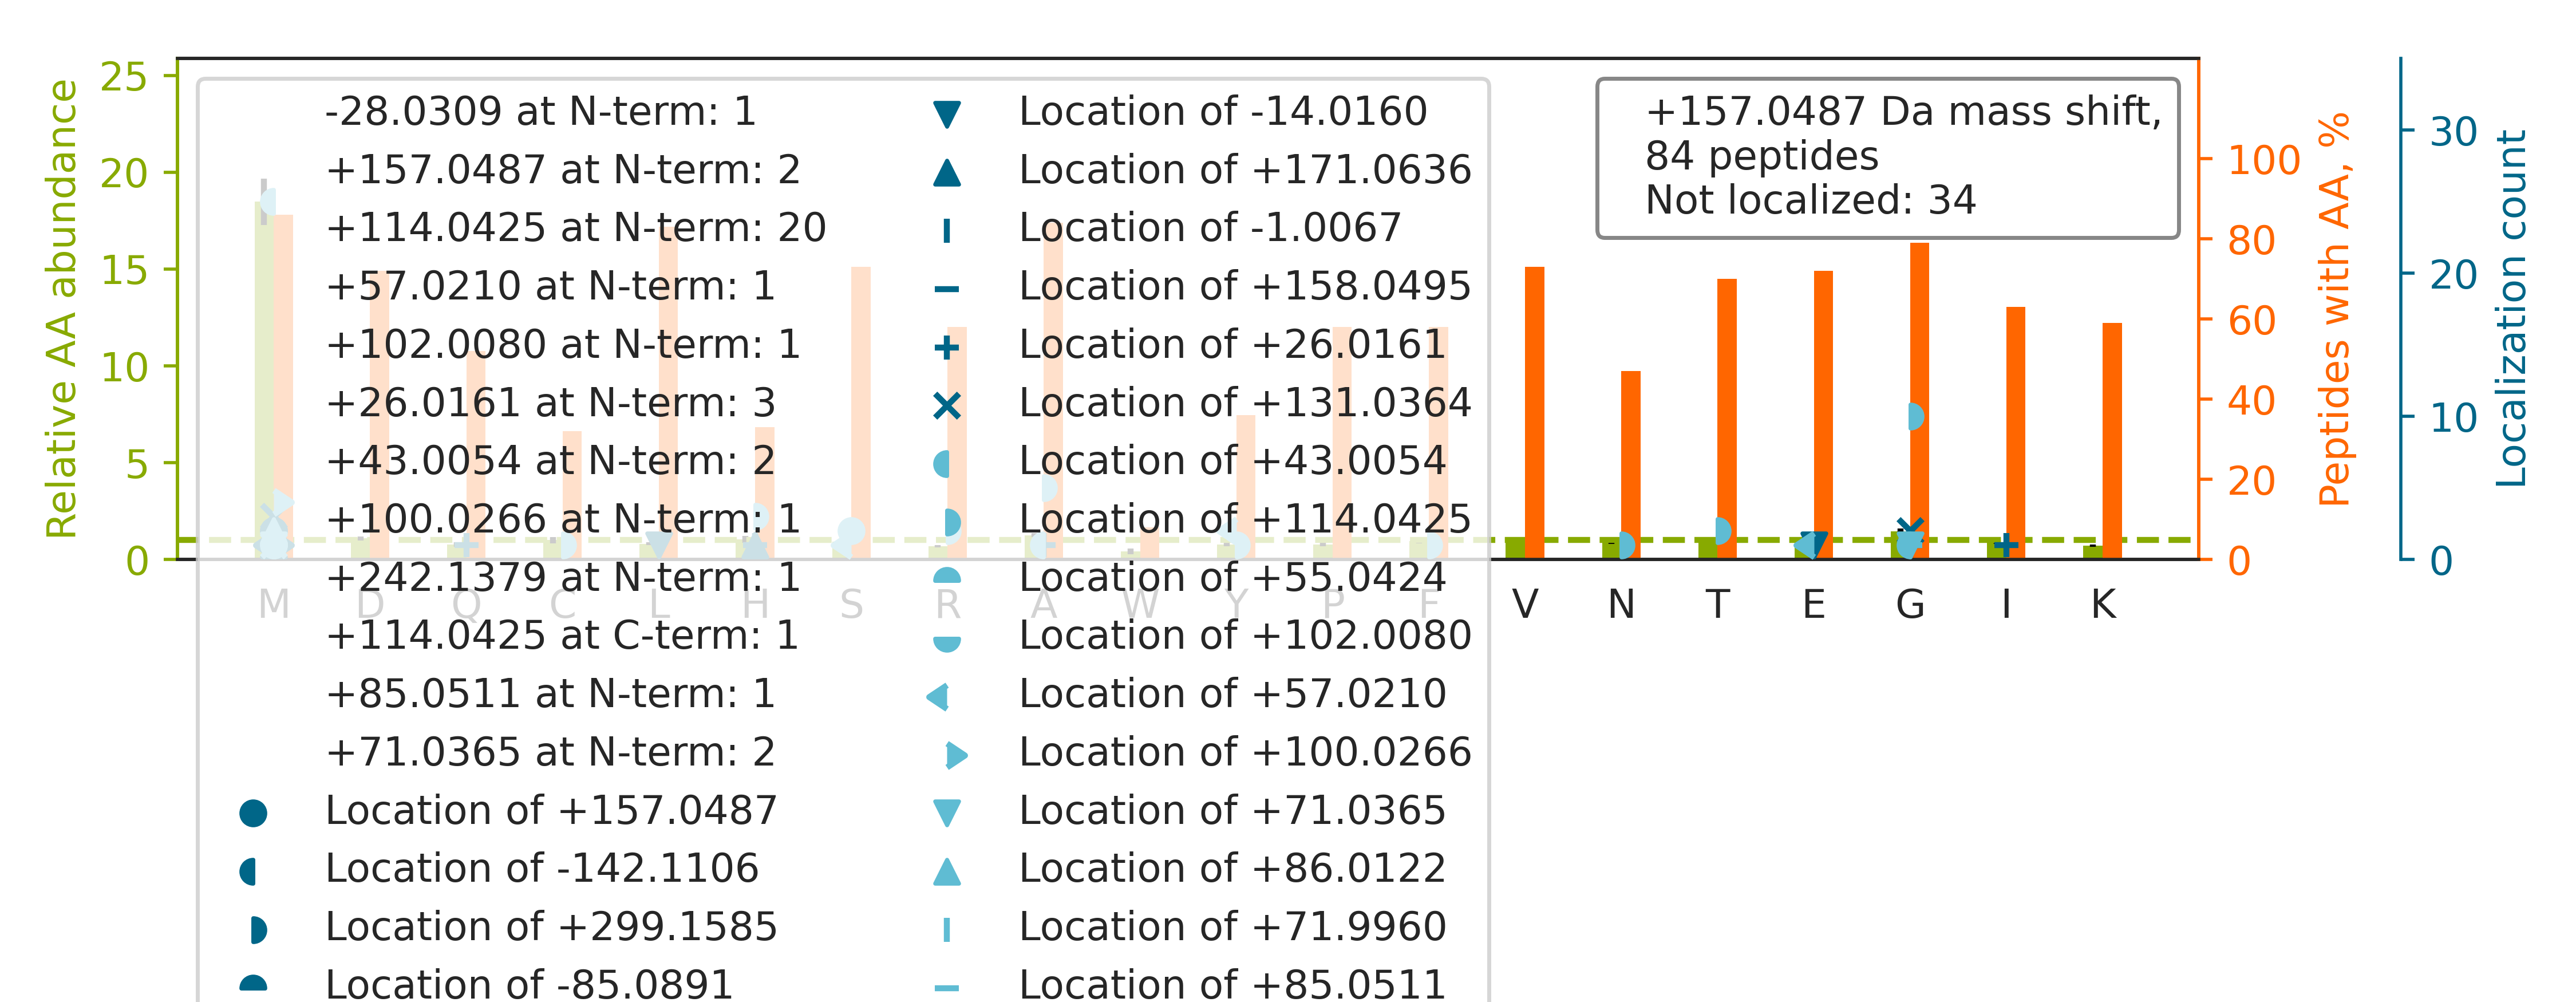 Relative AA abundance
25
20
15
10
5
0
-28.0309 at N-term: 1
+157.0487 at N-term: 2
+114.0425 at N-term: 20
+57.0210 at N-term: 1
+102.0080 at N-term: 1
+26.0161 at N-term: 3
+43.0054 at N-term: 2
+100.0266 at N-term: 1
+242.1379 at N-term: 1
+114.0425 at C-term: 1
+85.0511 at N-term: 1
+71.0365 at N-term: 2
Location of +157.0487
Location of -142.1106
Location of +299.1585
Location of -85.0891
Location of -14.0160
Location of +171.0636
Location of -1.0067
Location of +158.0495
Location of +26.0161
Location of +131.0364
Location of +43.0054
Location of +114.0425
Location of +55.0424
Location of +102.0080
Location of +57.0210
Location of +100.0266
Location of +71.0365
Location of +86.0122
Location of +71.9960
Location of +85.0511
+157.0487 Da mass shift,
84 peptides
Not localized: 34
M D Q C L H S R A W Y P F V N T E G I K
100
80
60
40
20
0
Peptides with AA, %
30
20
10
0
Localization count